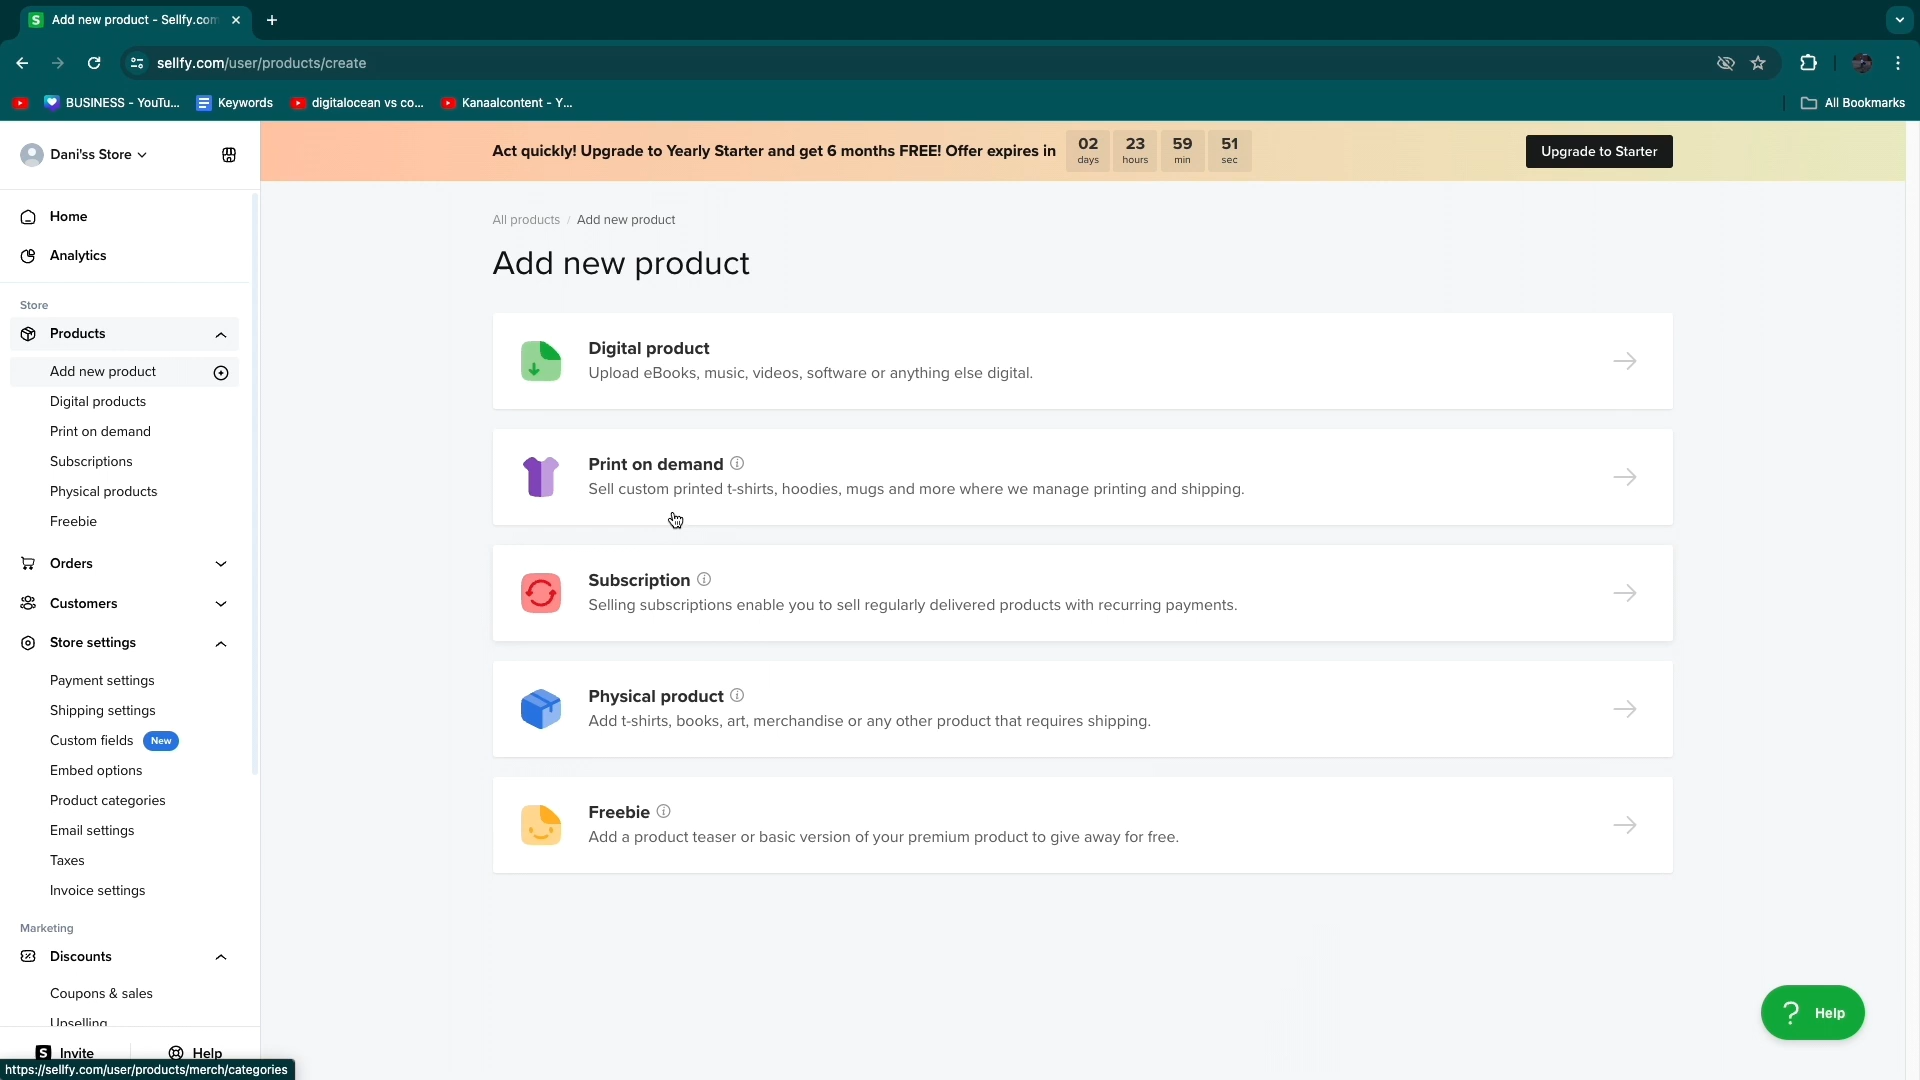 Add new product - Sellfy.com
sellfy.com/user/products/create
BUSINESS - YouTu...
Keywords
digitalocean vs co...
Kanaalcontent - Y...
All Bookmarks
Dani'ss Store
Act quickly! Upgrade to Yearly Starter and get 6 months FREE! Offer expires in
02 days
23 hours
59 min
51 sec
Upgrade to Starter
Home
Analytics
Store
Products
Add new product
Digital products
Print on demand
Subscriptions
Physical products
Freebie
Orders
Customers
Store settings
Payment settings
Shipping settings
Custom fields New
Embed options
Product categories
Email settings
Taxes
Invoice settings
Marketing
Discounts
Coupons & sales
Upselling
S Invite
Help
https://sellfy.com/user/products/merch/categories
All products / Add new product
Add new product
Digital product
Upload eBooks, music, videos, software or anything else digital.
Print on demand
Sell custom printed t-shirts, hoodies, mugs and more where we manage printing and shipping.
Subscription
Selling subscriptions enable you to sell regularly delivered products with recurring payments.
Physical product
Add t-shirts, books, art, merchandise or any other product that requires shipping.
Freebie
Add a product teaser or basic version of your premium product to give away for free.
? Help